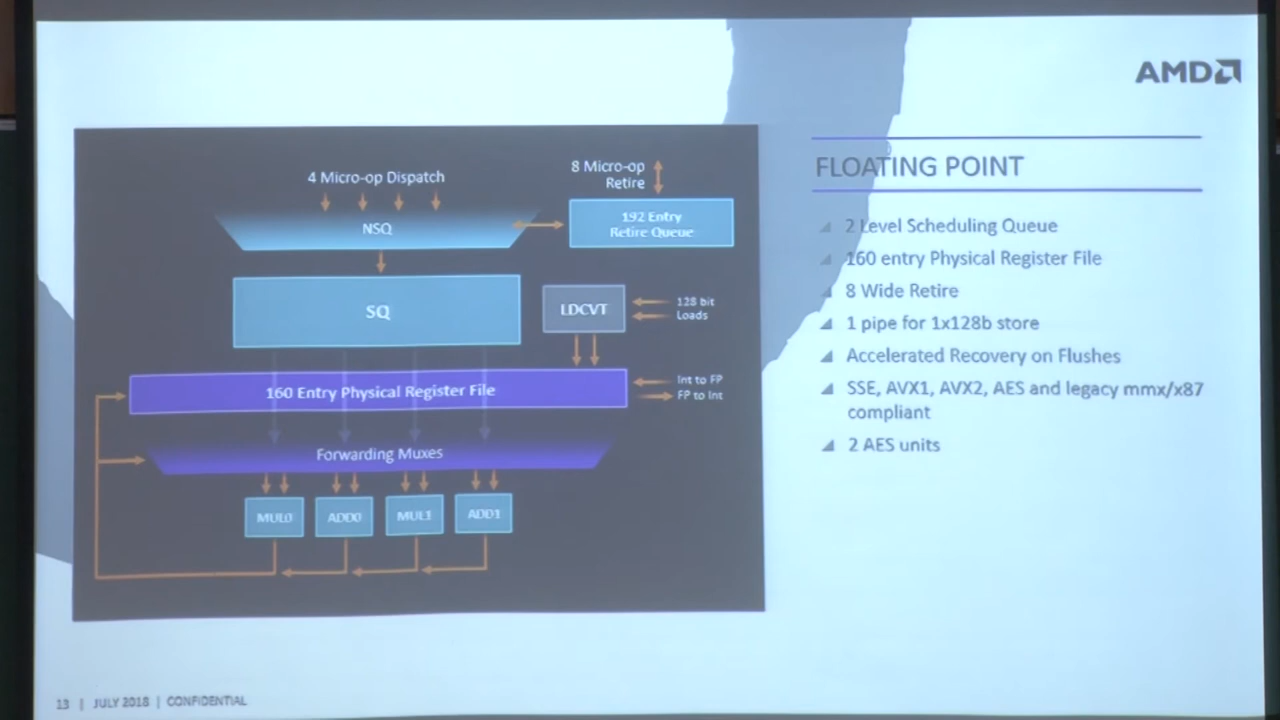 AMD
4 Micro-op Dispatch
8 Micro-op
Retire
NSQ
192 Entry
Retire Queue
SQ
LDCVT
128 bit
Loads
160 Entry Physical Register File
Int to FP
FP to Int
Forwarding Muxes
MUL0
ADD0
MUL1
ADD1
FLOATING POINT
2 Level Scheduling Queue
160 entry Physical Register File
8 Wide Retire
1 pipe for 1x128b store
Accelerated Recovery on Flushes
SSE, AVX1, AVX2, AES and legacy mmx/x87
compliant
2 AES units
13 | JULY 2018 | CONFIDENTIAL